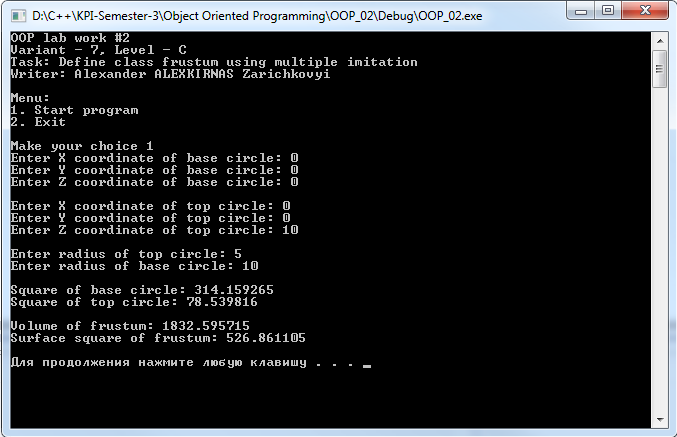 D:\C++\KPI-Semester-3\Object Oriented Programming\OOP_02\Debug\OOP_02.exe
OOP lab work #2
Variant - 7, Level - C
Task: Define class frustum using multiple imitation
Writer: Alexander ALEXKIRNAS Zarichkovyi
Menu:
1. Start program
2. Exit
Make your choice 1
Enter X coordinate of base circle: 0
Enter Y coordinate of base circle: 0
Enter Z coordinate of base circle: 0
Enter X coordinate of top circle: 0
Enter Y coordinate of top circle: 0
Enter Z coordinate of top circle: 10
Enter radius of top circle: 5
Enter radius of base circle: 10
Square of base circle: 314.159265
Square of top circle: 78.539816
Volume of frustum: 1832.595715
Surface square of frustum: 526.861105
Для продолжения нажмите любую клавишу . . . _